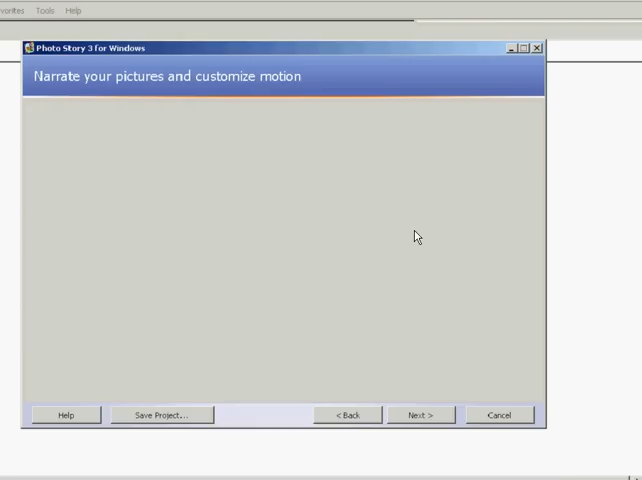 Tools Help
Photo Story 3 for Windows
Narrate your pictures and customize motion
Help Save Project... < Back Next > Cancel